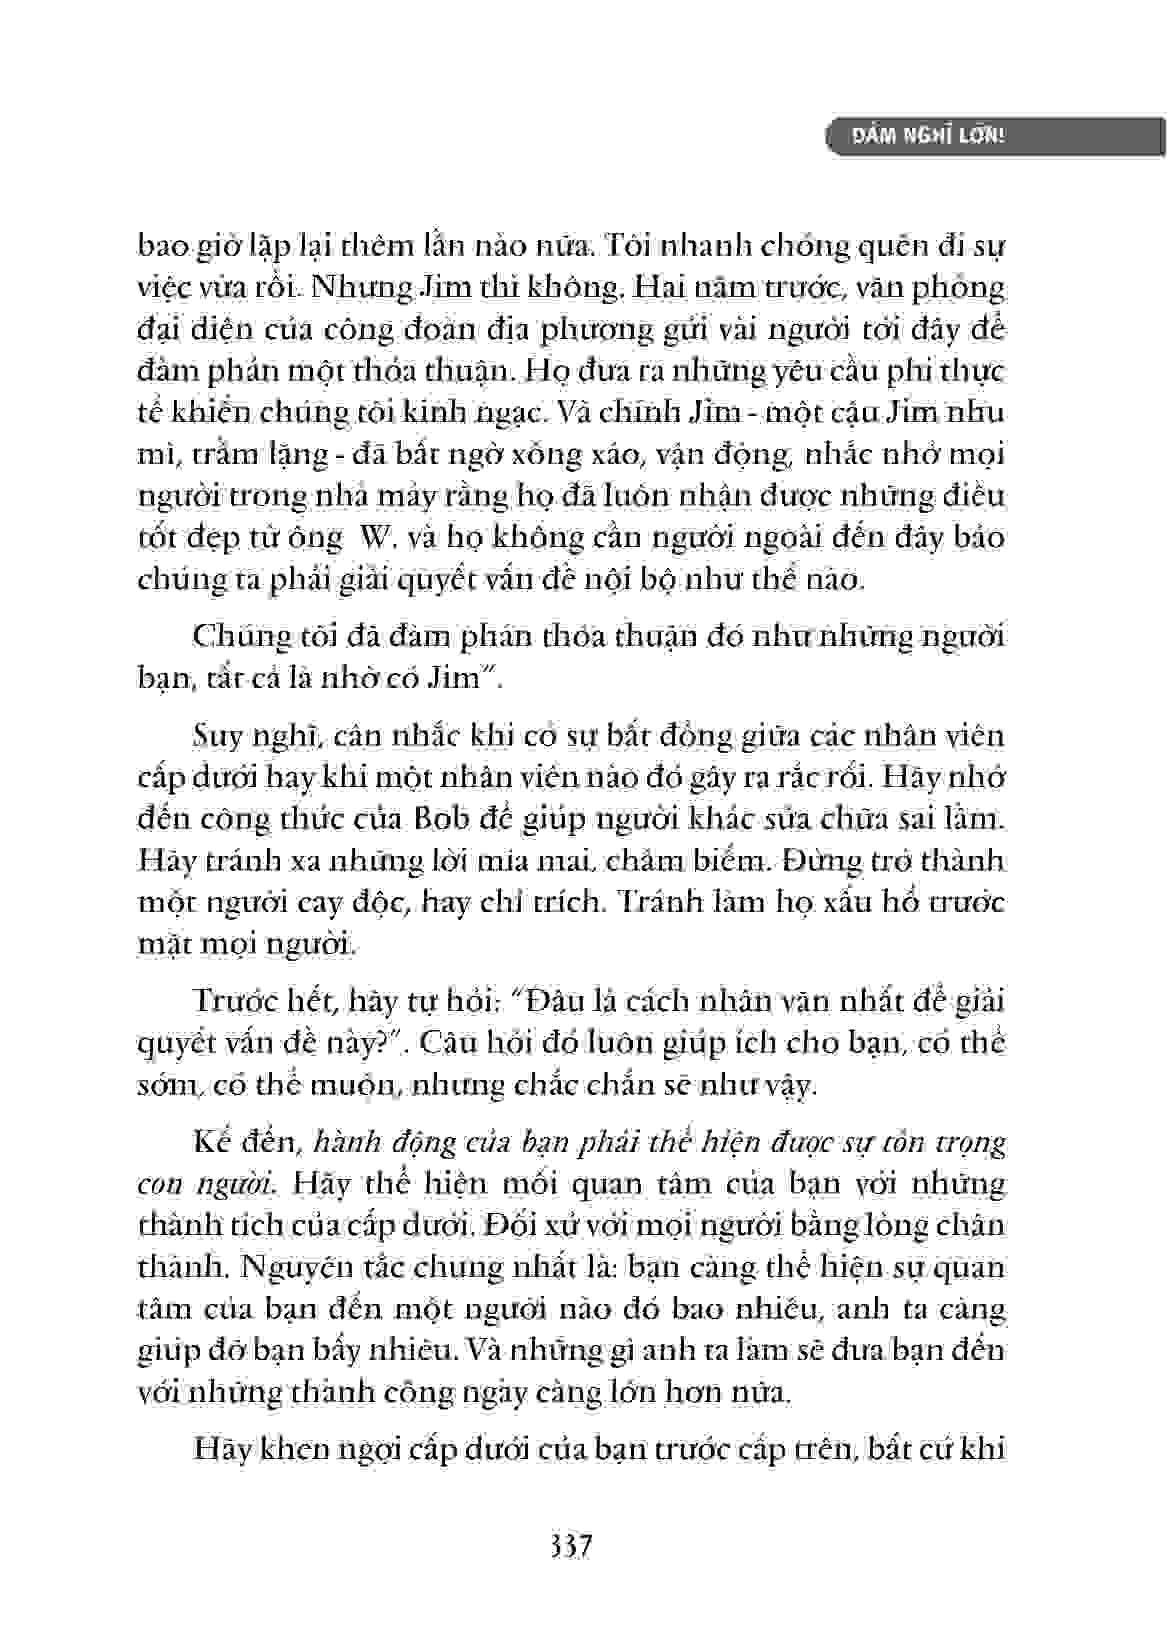 DÁM NGHĨ LỚN!
bao giờ lặp lại thêm lần nào nữa. Tôi nhanh chóng quên đi sự
việc vừa rồi. Nhưng Jim thì không. Hai năm trước, văn phòng
đại diện của công đoàn địa phương gửi vài người tới đây để
đàm phán một thỏa thuận. Họ đưa ra những yêu cầu phi thực
tế khiến chúng tôi kinh ngạc. Và chính Jim - một cậu Jim nhu
mì, trầm lặng - đã bất ngờ xông xáo, vận động, nhắc nhở mọi
người trong nhà máy rằng họ đã luôn nhận được những điều
tốt đẹp từ ông W. và họ không cần người ngoài đến đây bảo
chúng ta phải giải quyết vấn đề nội bộ như thế nào.
Chúng tôi đã đàm phán thỏa thuận đó như những người
bạn, tất cả là nhờ có Jim”.
Suy nghĩ, cân nhắc khi có sự bất đồng giữa các nhân viên
cấp dưới hay khi một nhân viên nào đó gây ra rắc rối. Hãy nhớ
đến công thức của Bob để giúp người khác sửa chữa sai lầm.
Hãy tránh xa những lời mỉa mai, châm biếm. Đừng trở thành
một người cay độc, hay chỉ trích. Tránh làm họ xấu hổ trước
mặt mọi người.
Trước hết, hãy tự hỏi: “Đâu là cách nhân văn nhất để giải
quyết vấn đề này?”. Câu hỏi đó luôn giúp ích cho bạn, có thể
sớm, có thể muộn, nhưng chắc chắn sẽ như vậy.
Kế đến, hành động của bạn phải thể hiện được sự tôn trọng
con người. Hãy thể hiện mối quan tâm của bạn với những
thành tích của cấp dưới. Đối xử với mọi người bằng lòng chân
thành. Nguyên tắc chung nhất là: bạn càng thể hiện sự quan
tâm của bạn đến một người nào đó bao nhiêu, anh ta càng
giúp đỡ bạn bấy nhiêu. Và những gì anh ta làm sẽ đưa bạn đến
với những thành công ngày càng lớn hơn nữa.
Hãy khen ngợi cấp dưới của bạn trước cấp trên, bất cứ khi
337